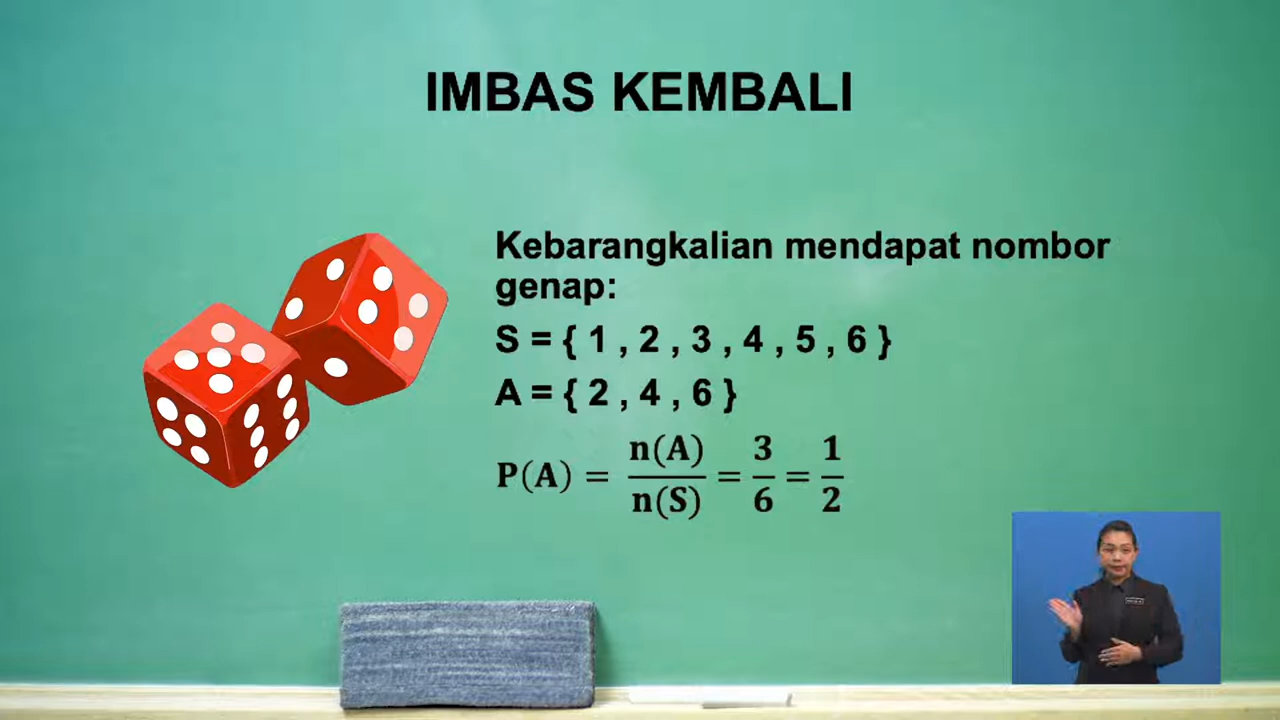 IMBAS KEMBALI
Kebarangkalian mendapat nombor
genap:
S = { 1 , 2 , 3 , 4 , 5 , 6 }
A = { 2 , 4 , 6 }
P(A) = n(A)/n(S) = 3/6 = 1/2